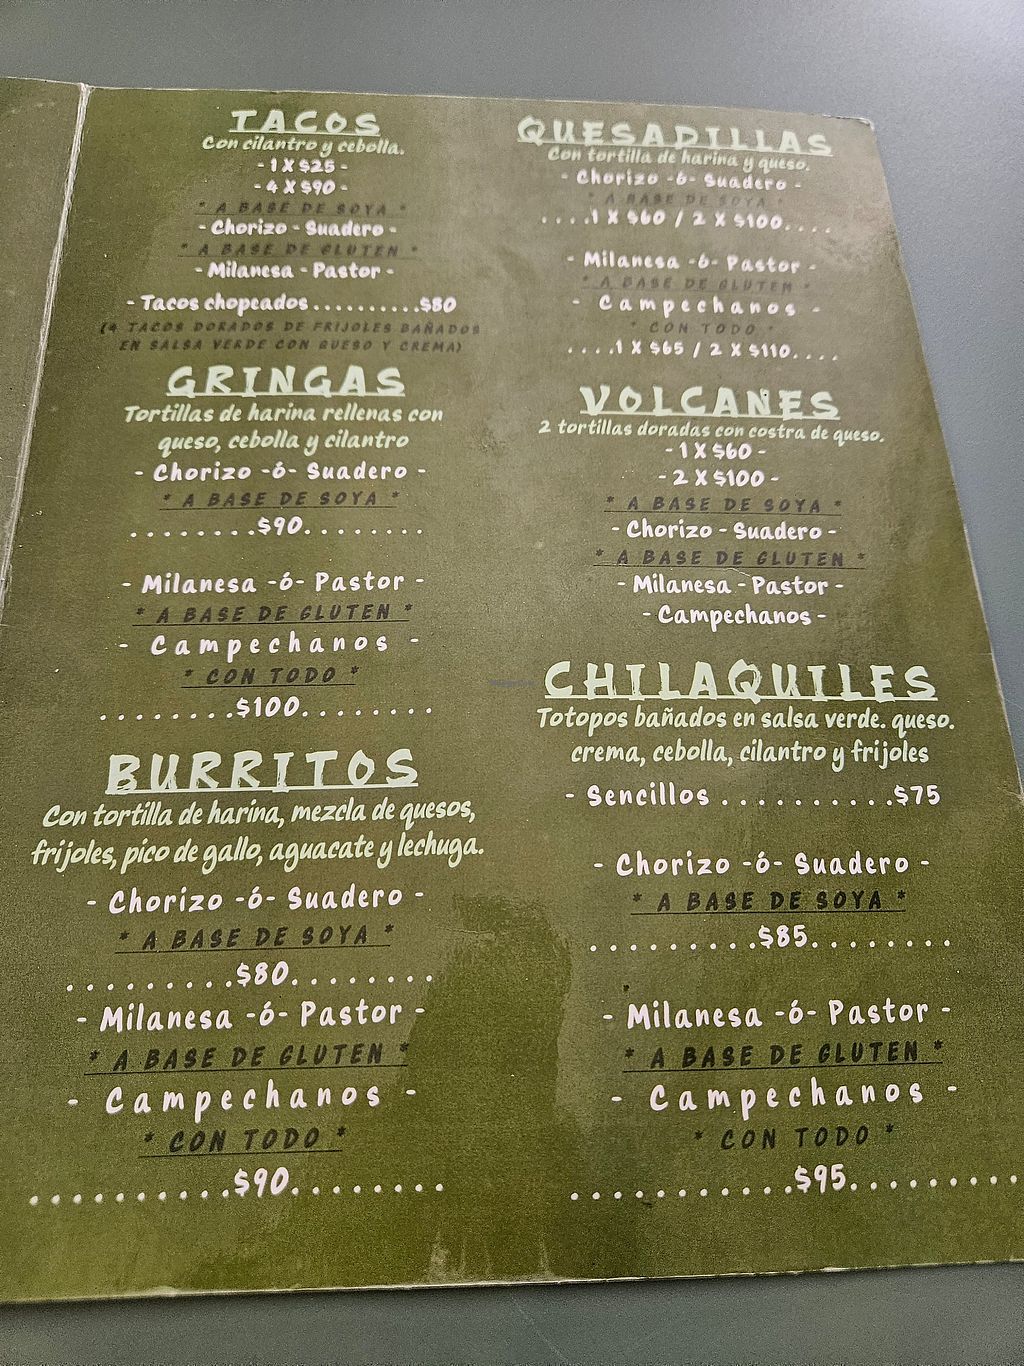 TACOS
Con cilantro y cebolla.
- 1 X $25 -
- 4 X $90 -
* A BASE DE SOYA *
- Chorizo - Suadero -
* A BASE DE GLUTEN *
- Milanesa - Pastor -
- Tacos chopeados..........$80
(4 TACOS DORADOS DE FRIJOLES BAÑADOS
EN SALSA VERDE CON QUESO Y CREMA)
GRINGAS
Tortillas de harina rellenas con
queso, cebolla y cilantro
- Chorizo -ó- Suadero -
* A BASE DE SOYA *
........$90........
- Milanesa -ó- Pastor -
* A BASE DE GLUTEN *
- Campechanos -
* CON TODO *
........$100........
BURRITOS
Con tortilla de harina, mezcla de quesos,
frijoles, pico de gallo, aguacate y lechuga.
- Chorizo -ó- Suadero -
* A BASE DE SOYA *
..........$80........
- Milanesa -ó- Pastor -
* A BASE DE GLUTEN *
- Campechanos -
* CON TODO *
...........$90........
QUESADILLAS
Con tortilla de harina y queso.
- Chorizo -ó- Suadero -
* A BASE DE SOYA *
....1 X $60 / 2 X $100....
- Milanesa -ó- Pastor -
* A BASE DE GLUTEN *
- Campechanos -
* CON TODO *
....1 X $65 / 2 X $110....
VOLCANES
2 tortillas doradas con costra de queso.
- 1 X $60 -
- 2 X $100 -
* A BASE DE SOYA *
- Chorizo - Suadero -
* A BASE DE GLUTEN *
- Milanesa - Pastor -
- Campechanos -
CHILAQUILES
Totopos bañados en salsa verde. queso.
crema, cebolla, cilantro y frijoles
- Sencillos ..........$75
- Chorizo -ó- Suadero -
* A BASE DE SOYA *
..........$85........
- Milanesa -ó- Pastor -
* A BASE DE GLUTEN *
- Campechanos -
* CON TODO *
............$95.........